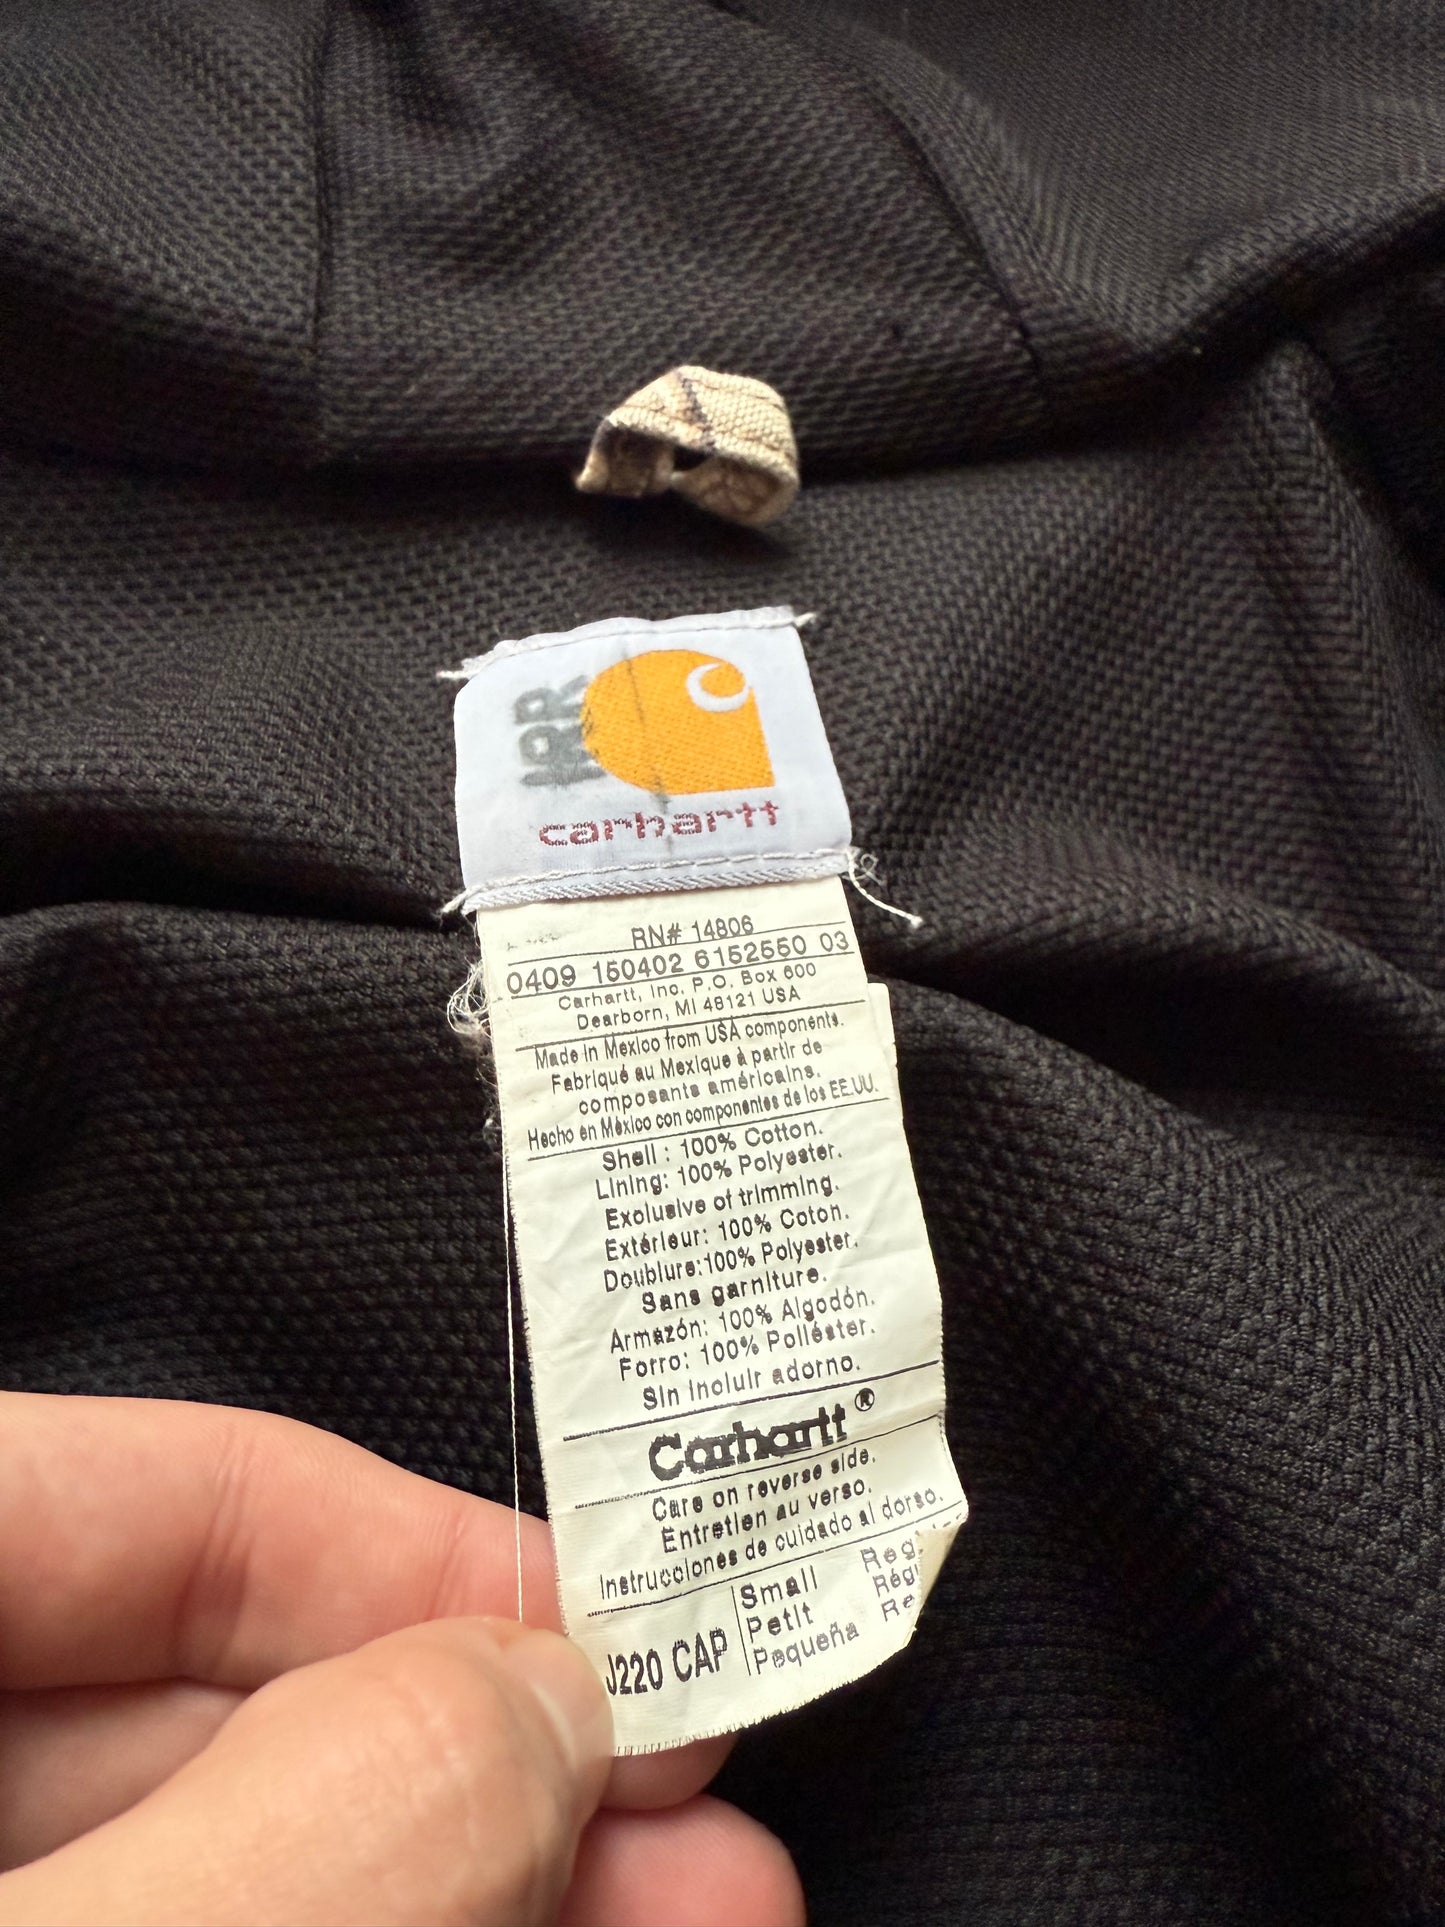 carhartt
RN# 14806
0409 150402 6152550 03
Carhartt, Inc. P.O. Box 600
Dearborn, MI 48121 USA
Made in Mexico from USA components.
Fabriqué au Mexique à partir de
composants américains.
Hecho en México con componentes de los EE.UU.
Shell : 100% Cotton.
Lining: 100% Polyester.
Exclusive of trimming.
Extérieur: 100% Coton.
Doublure:100% Polyester.
Sans garniture.
Armazón: 100% Algodón.
Forro: 100% Poliéster.
Sin incluir adorno.
Carhartt®
Care on reverse side.
Entretien au verso.
Instrucciones de cuidado al dorso.
J220 CAP
Small Reg
Petit Régu
Pequeña Re